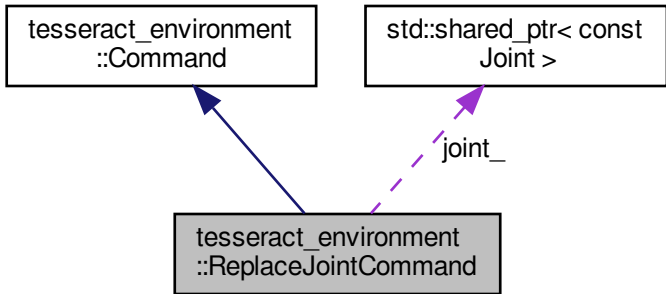 tesseract_environment
::Command
std::shared_ptr< const
Joint >
joint_
tesseract_environment
::ReplaceJointCommand